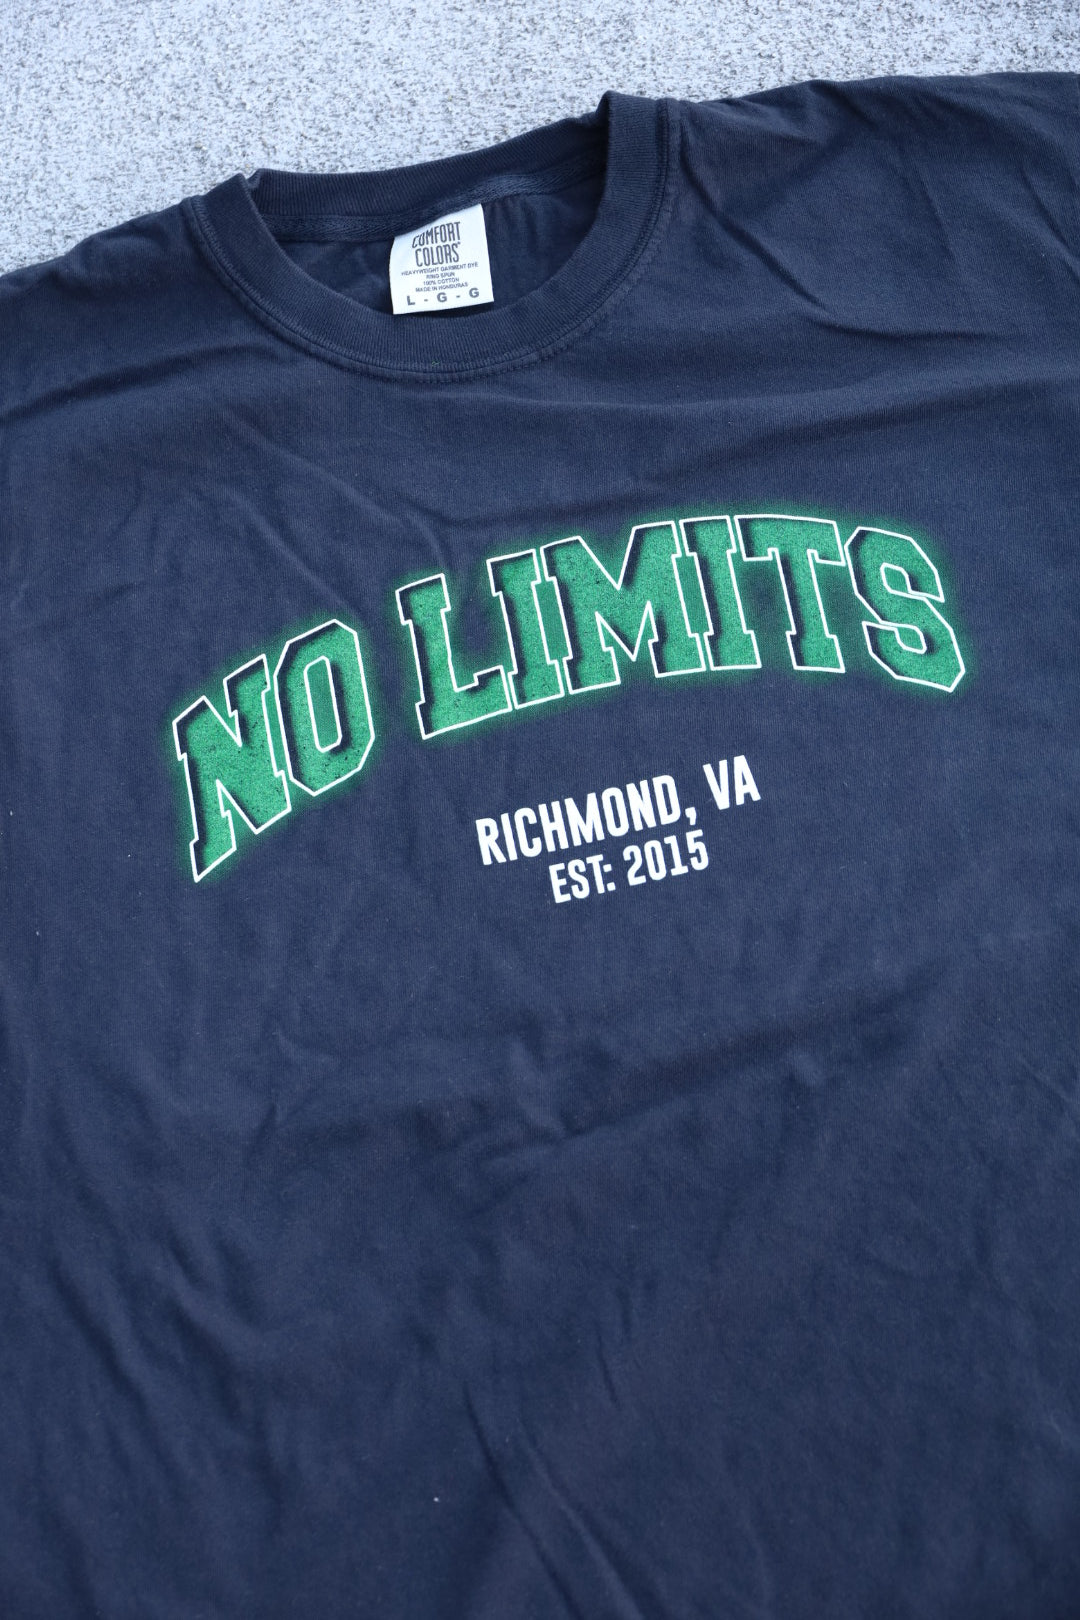 COMFORT
COLORS
HEAVYWEIGHT GARMENT DYE
RING SPUN
100% COTTON
MADE IN HONDURAS
L - G - G
NO LIMITS
RICHMOND, VA
EST: 2015